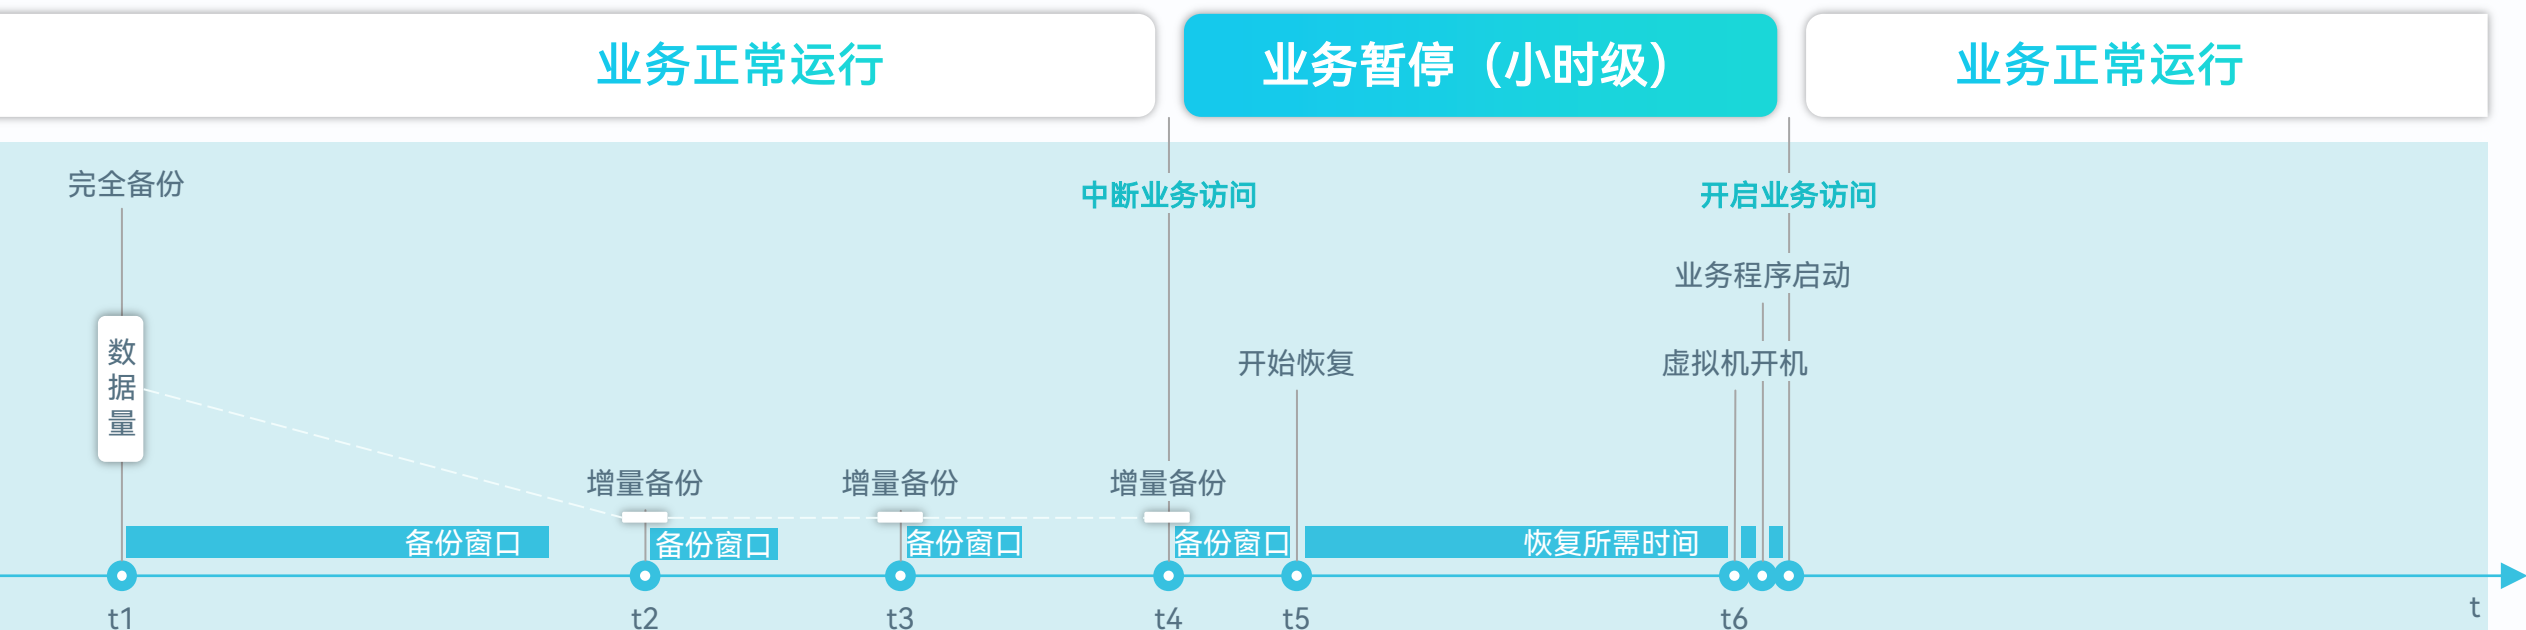 业务正常运行
业务暂停（小时级）
业务正常运行
完全备份
中断业务访问
开启业务访问
业务程序启动
数据量
开始恢复
虚拟机开机
增量备份
增量备份
增量备份
备份窗口
备份窗口
备份窗口
备份窗口
恢复所需时间
t1
t2
t3
t4
t5
t6
t